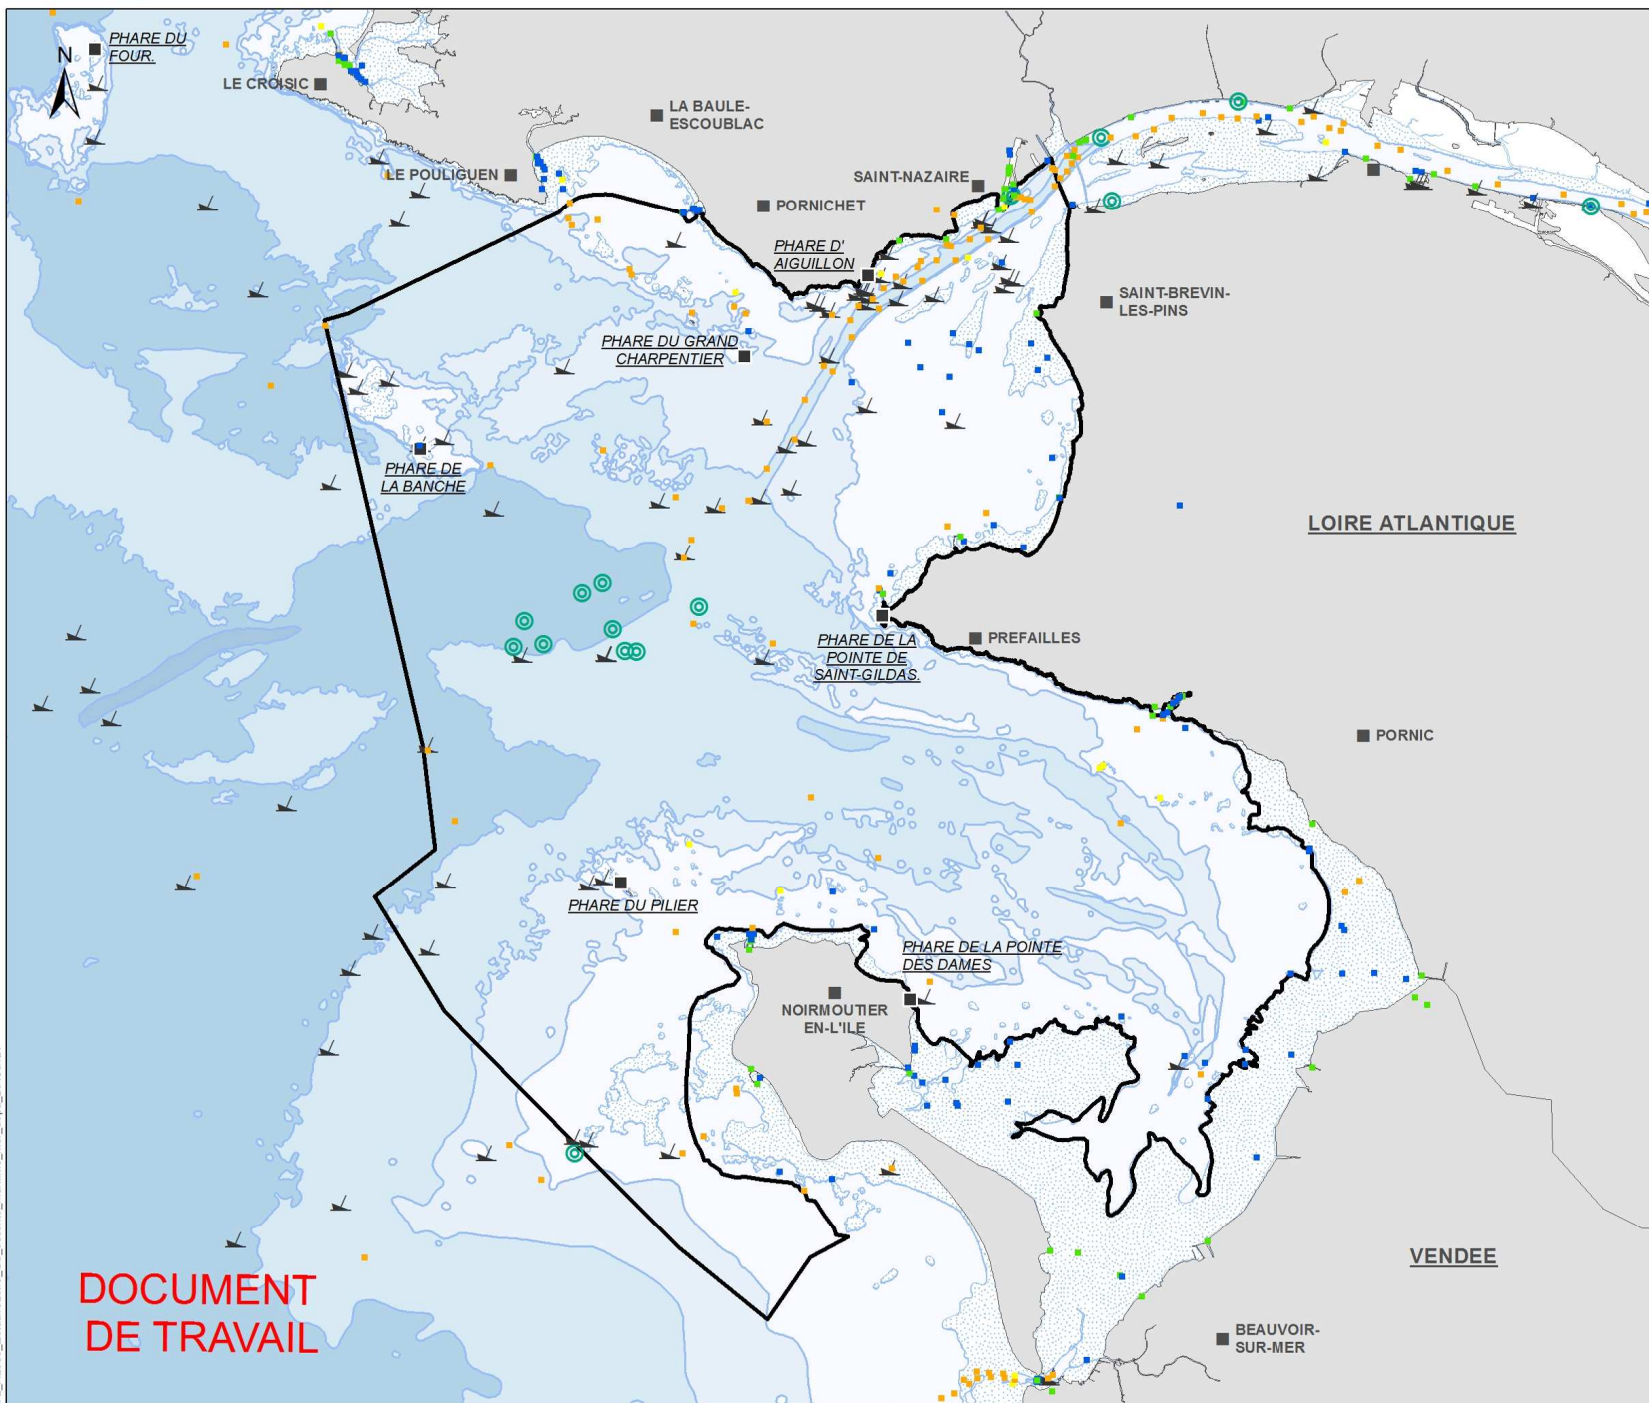 PHARE DU
FOUR.
N
LE CROISIC
LA BAULE-
ESCOUBLAC
LE POULIGUEN
SAINT-NAZAIRE
PORNICHET
PHARE D'
AIGUILLON
SAINT-BREVIN-
LES-PINS
PHARE DU GRAND
CHARPENTIER
PHARE DE
LA BANCHE
LOIRE ATLANTIQUE
PHARE DE LA
POINTE DE
SAINT-GILDAS.
PREFAILLES
PORNIC
PHARE DU PILIER
PHARE DE LA POINTE
DES DAMES
NOIRMOUTIER
EN-L'ILE
VENDEE
DOCUMENT
DE TRAVAIL
BEAUVOIR-
SUR-MER